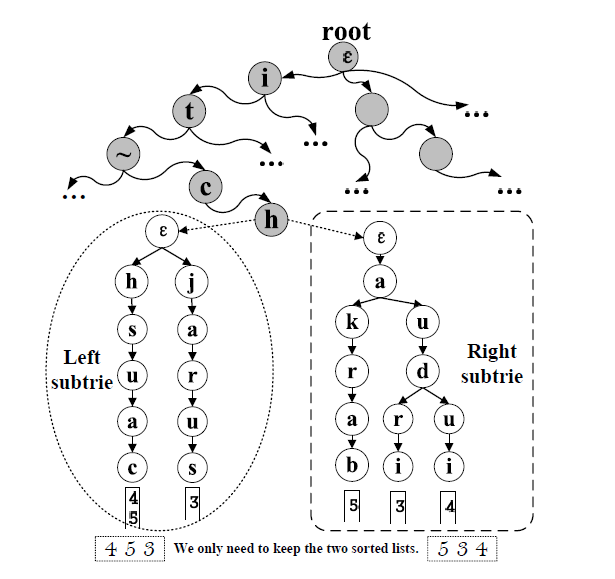 root
ε
i
t
...
~
...
...
c
...
...
...
h
ε
ε
h j
a
s a
k u
u r
r d
a u
a r u
c s
b i i
Left
subtrie
Right
subtrie
4
5
3
5
3
4
4 5 3
We only need to keep the two sorted lists.
5 3 4